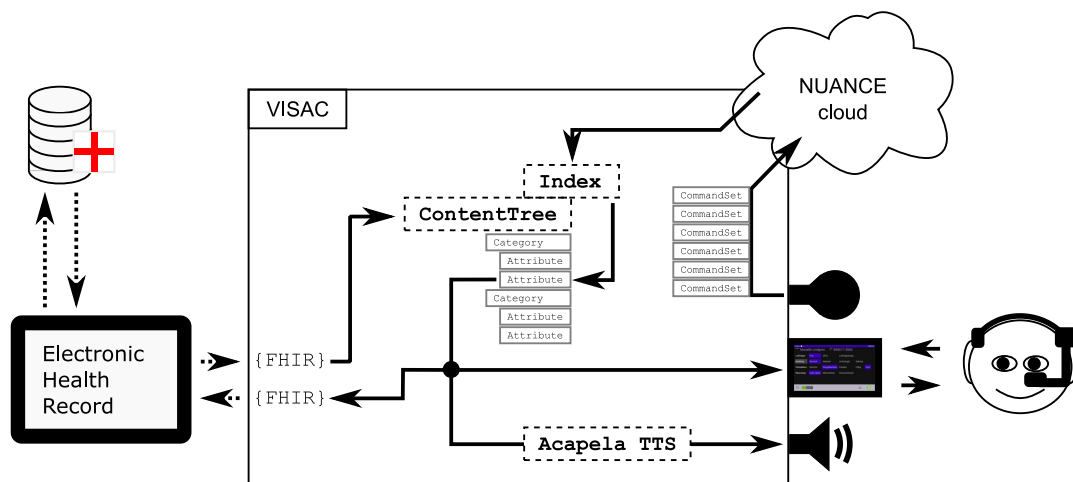 VISAC
NUANCE
cloud
Index
ContentTree
Category
Attribute
Attribute
Category
Attribute
Attribute
CommandSet
CommandSet
CommandSet
CommandSet
CommandSet
CommandSet
Electronic
Health
Record
{FHIR}
{FHIR}
Acapela TTS